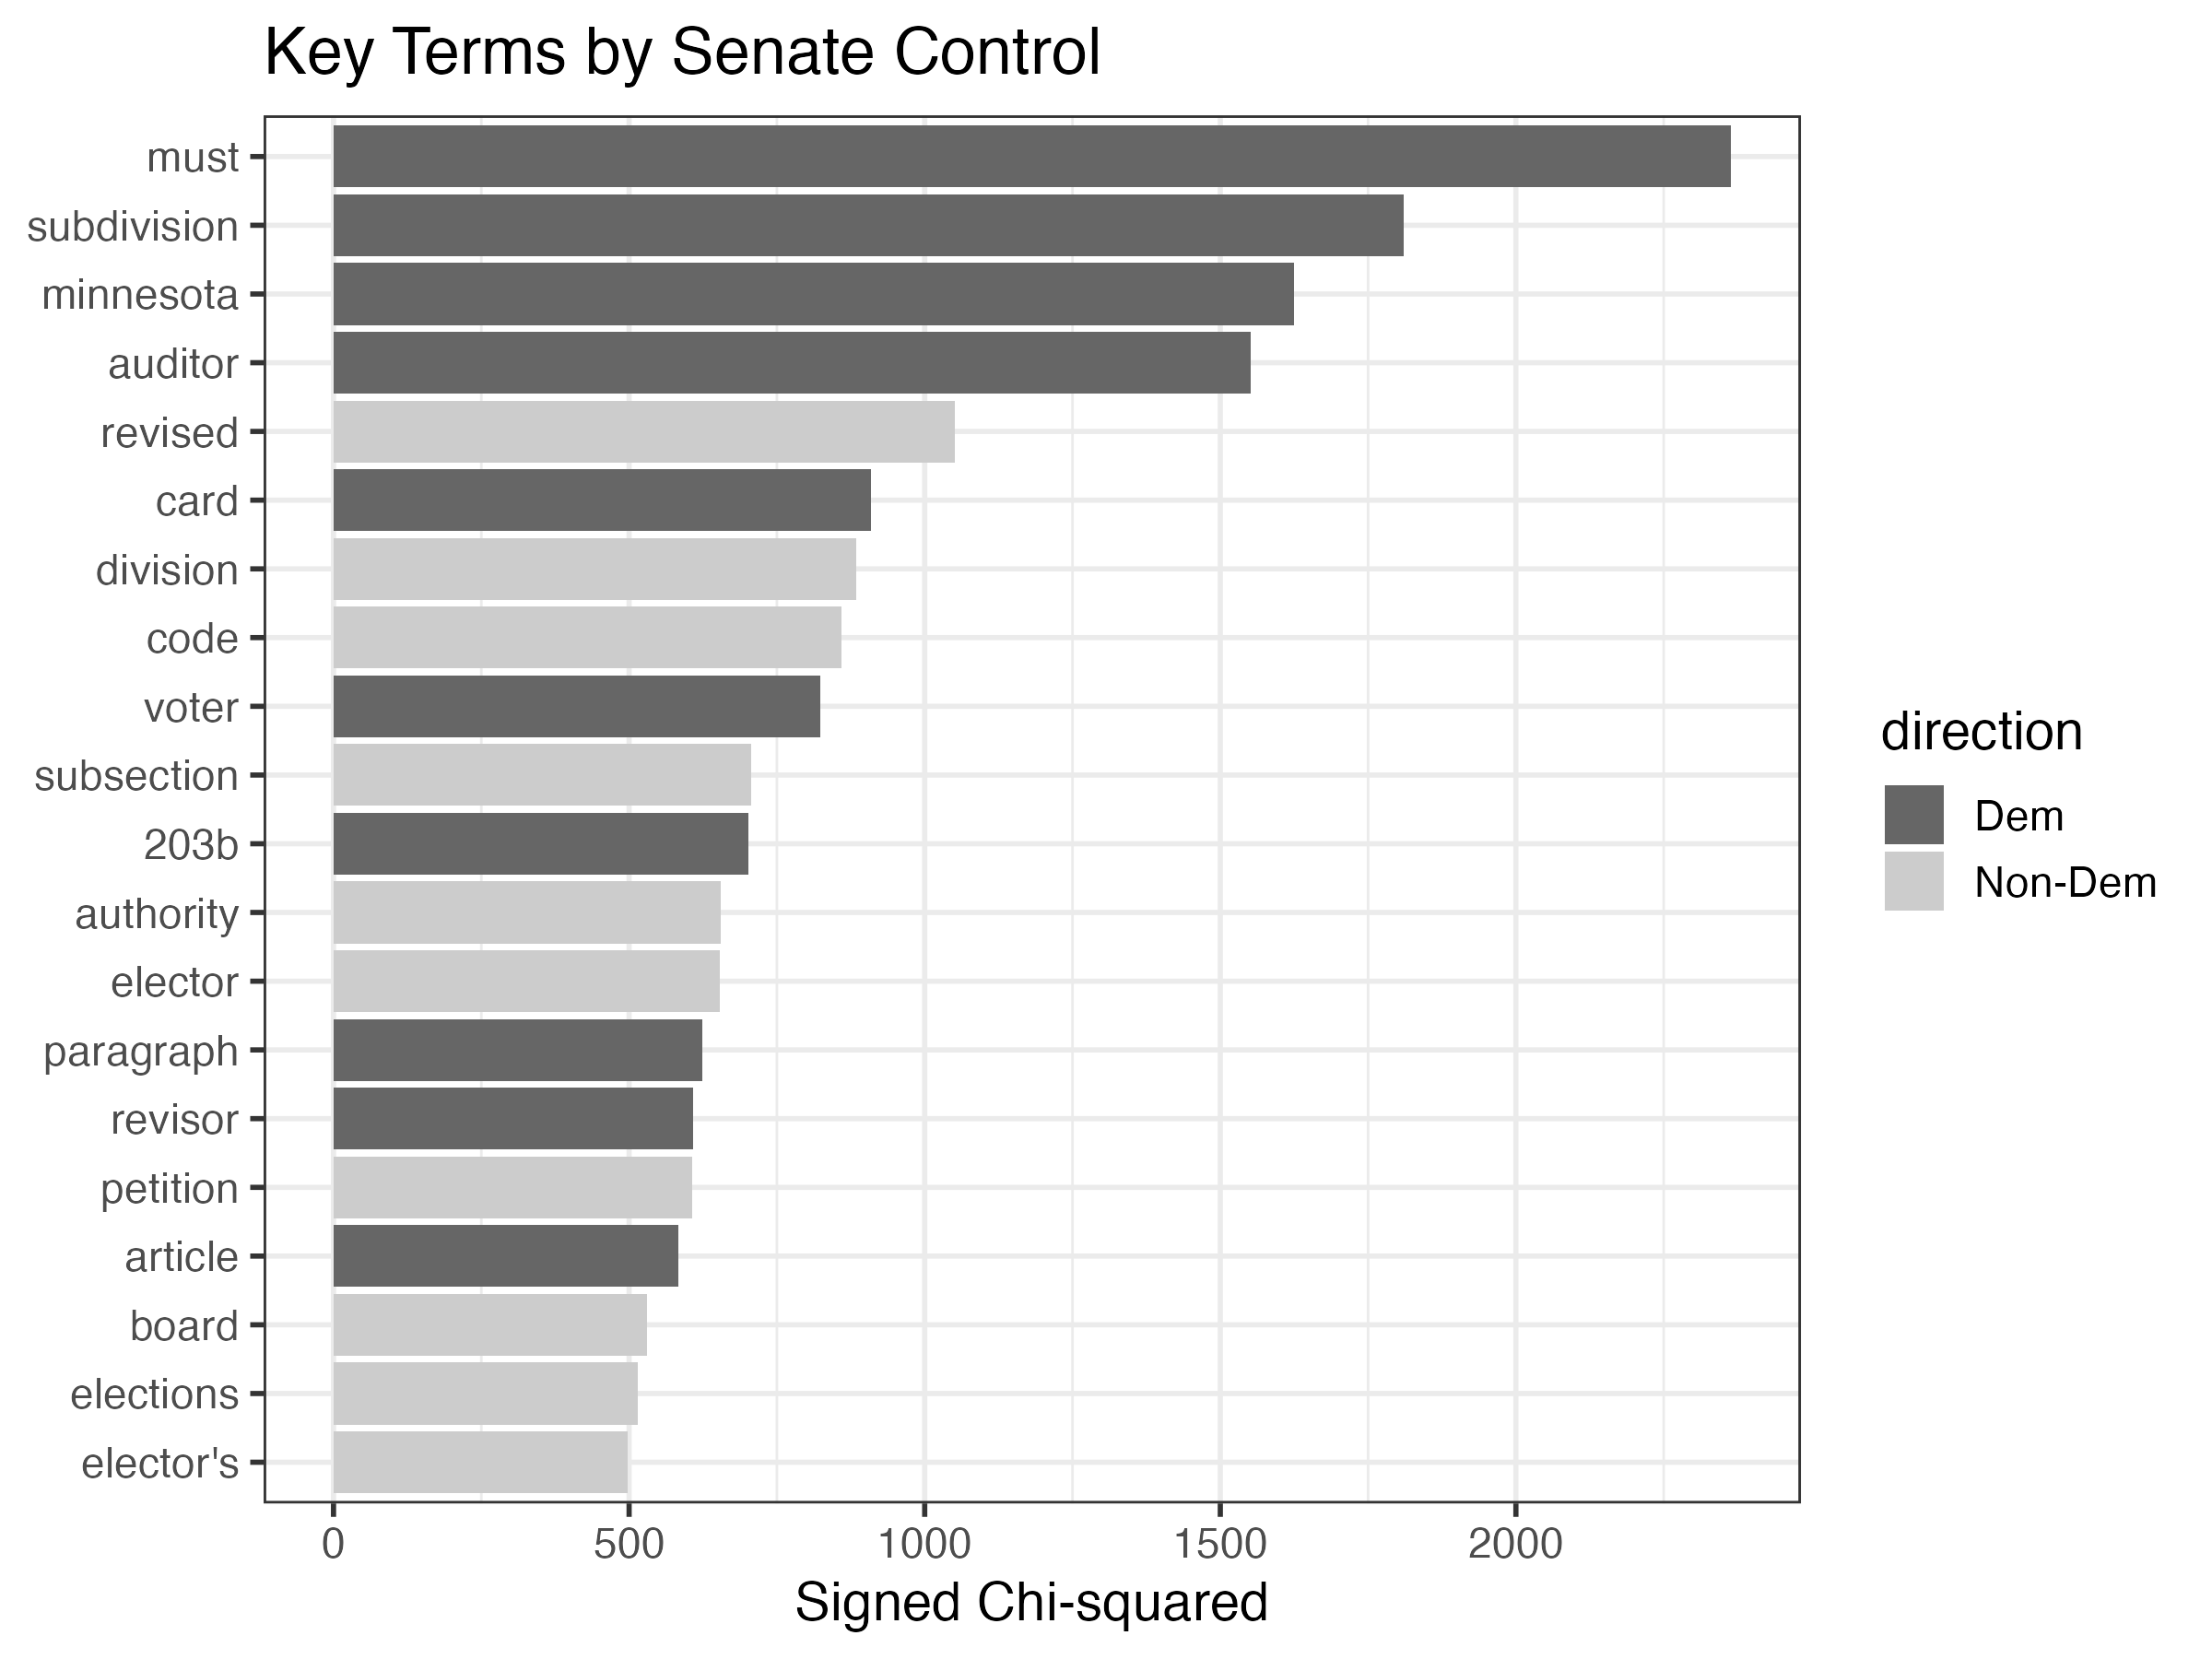 Key Terms by Senate Control
must
subdivision
minnesota
auditor
revised
card
division
code
voter
subsection
203b
authority
elector
paragraph
revisor
petition
article
board
elections
elector's
0 500 1000 1500 2000
Signed Chi-squared
direction
Dem
Non-Dem